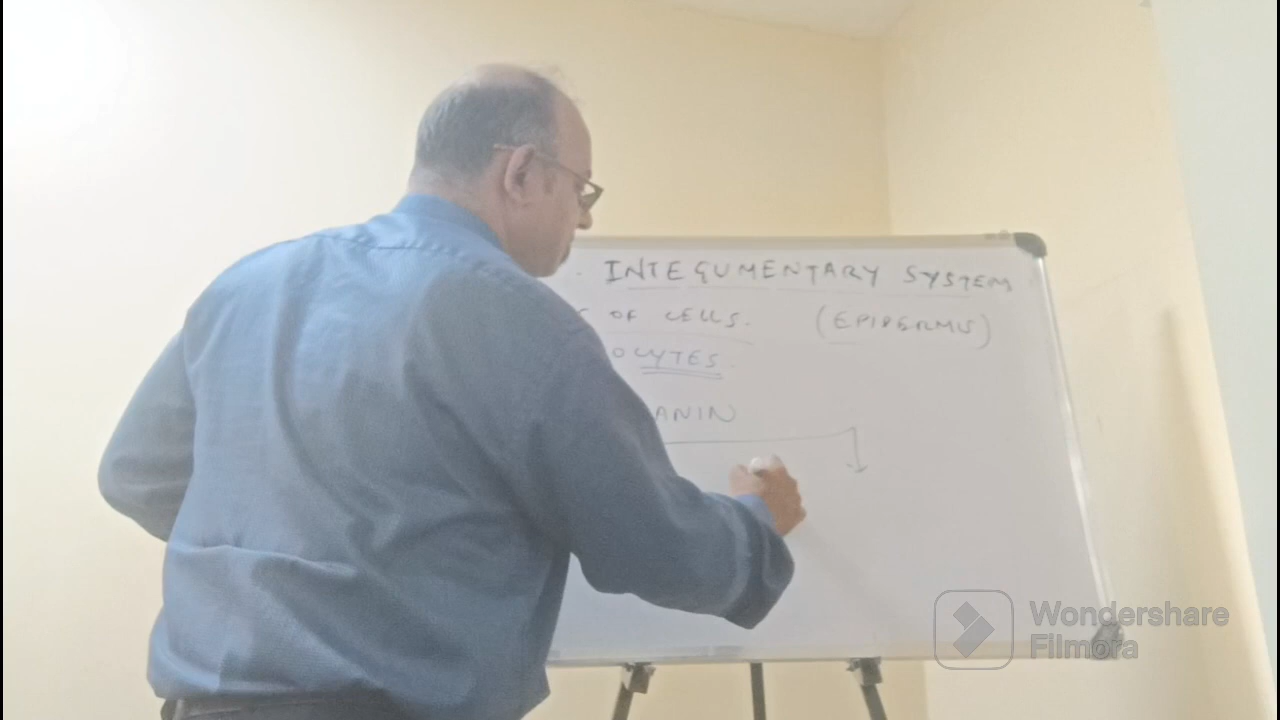 . INTEGUMENTARY SYSTEM
OF CELLS. (EPIDERMIS)
OCYTES.
ANIN
Wondershare
Filmora